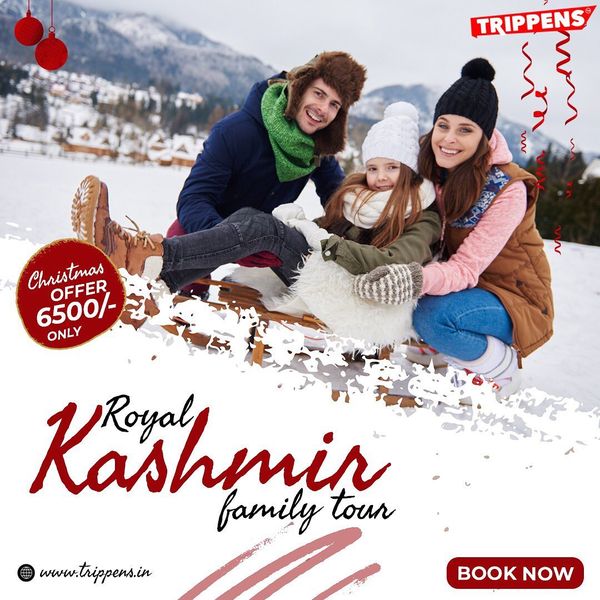 TRIPPENS
Christmas
OFFER
6500/-
ONLY
Royal
Kashmir
family tour
www.trippens.in
BOOK NOW